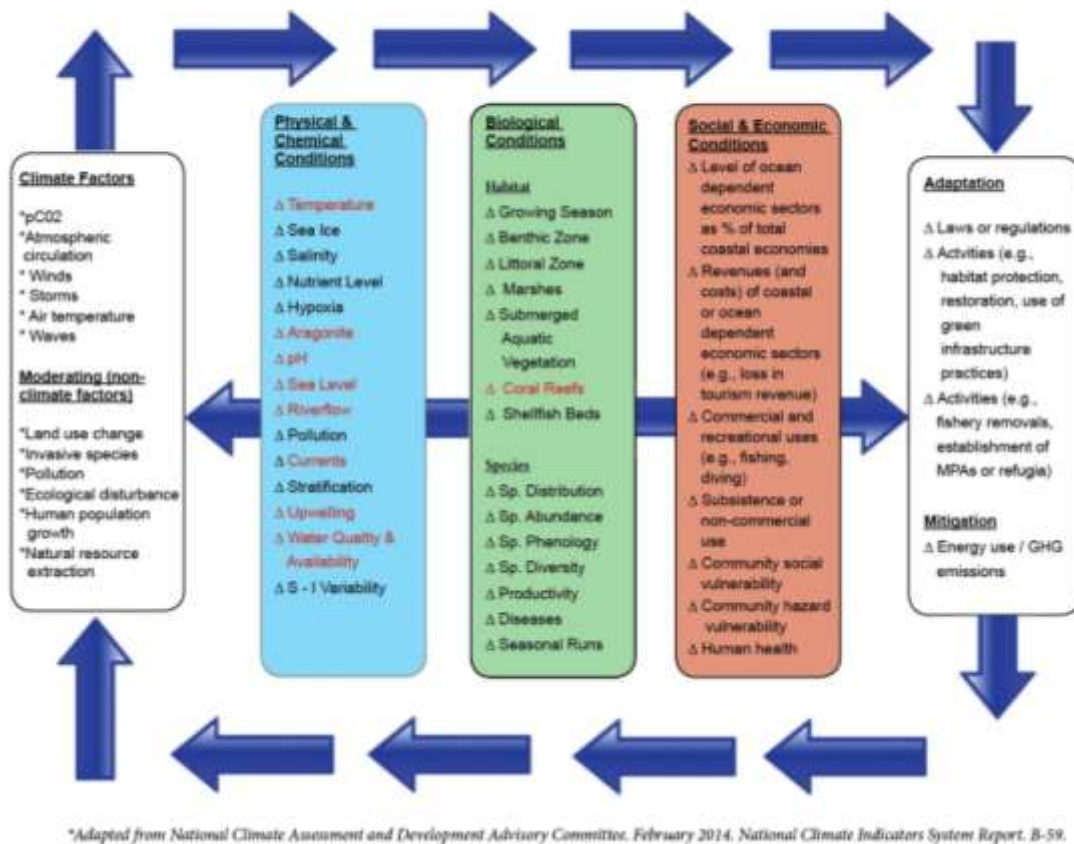 Climate Factors
*pC02
*Atmospheric
circulation
* Winds
* Storms
* Air temperature
* Waves
Moderating (non-
climate factors)
*Land use change
*Invasive species
*Pollution
*Ecological disturbance
*Human population
growth
*Natural resource
extraction
Physical &
Chemical
Conditions
Δ Temperature
Δ Sea Ice
Δ Salinity
Δ Nutrient Level
Δ Hypoxia
Δ Aragonite
Δ pH
Δ Sea Level
Δ Riverflow
Δ Pollution
Δ Currents
Δ Stratification
Δ Upwelling
Δ Water Quality &
Availability
Δ S - I Variability
Biological
Conditions
Habitat
Δ Growing Season
Δ Benthic Zone
Δ Littoral Zone
Δ Marshes
Δ Submerged
Aquatic
Vegetation
Δ Coral Reefs
Δ Shellfish Beds
Species
Δ Sp. Distribution
Δ Sp. Abundance
Δ Sp. Phenology
Δ Sp. Diversity
Δ Productivity
Δ Diseases
Δ Seasonal Runs
Social & Economic
Conditions
Δ Level of ocean
dependent
economic sectors
as % of total
coastal economies
Δ Revenues (and
costs) of coastal
or ocean
dependent
economic sectors
(e.g., loss in
tourism revenue)
Δ Commercial and
recreational uses
(e.g., fishing,
diving)
Δ Subsistence or
non-commercial
use
Δ Community social
vulnerability
Δ Community hazard
vulnerability
Δ Human health
Adaptation
Δ Laws or regulations
Δ Actvities (e.g.,
habitat protection,
restoration, use of
green
infrastructure
practices)
Δ Activities (e.g.,
fishery removals,
establishment of
MPAs or refugia)
Mitigation
Δ Energy use / GHG
emissions
*Adapted from National Climate Assessment and Development Advisory Committee. February 2014. National Climate Indicators System Report. B-59.